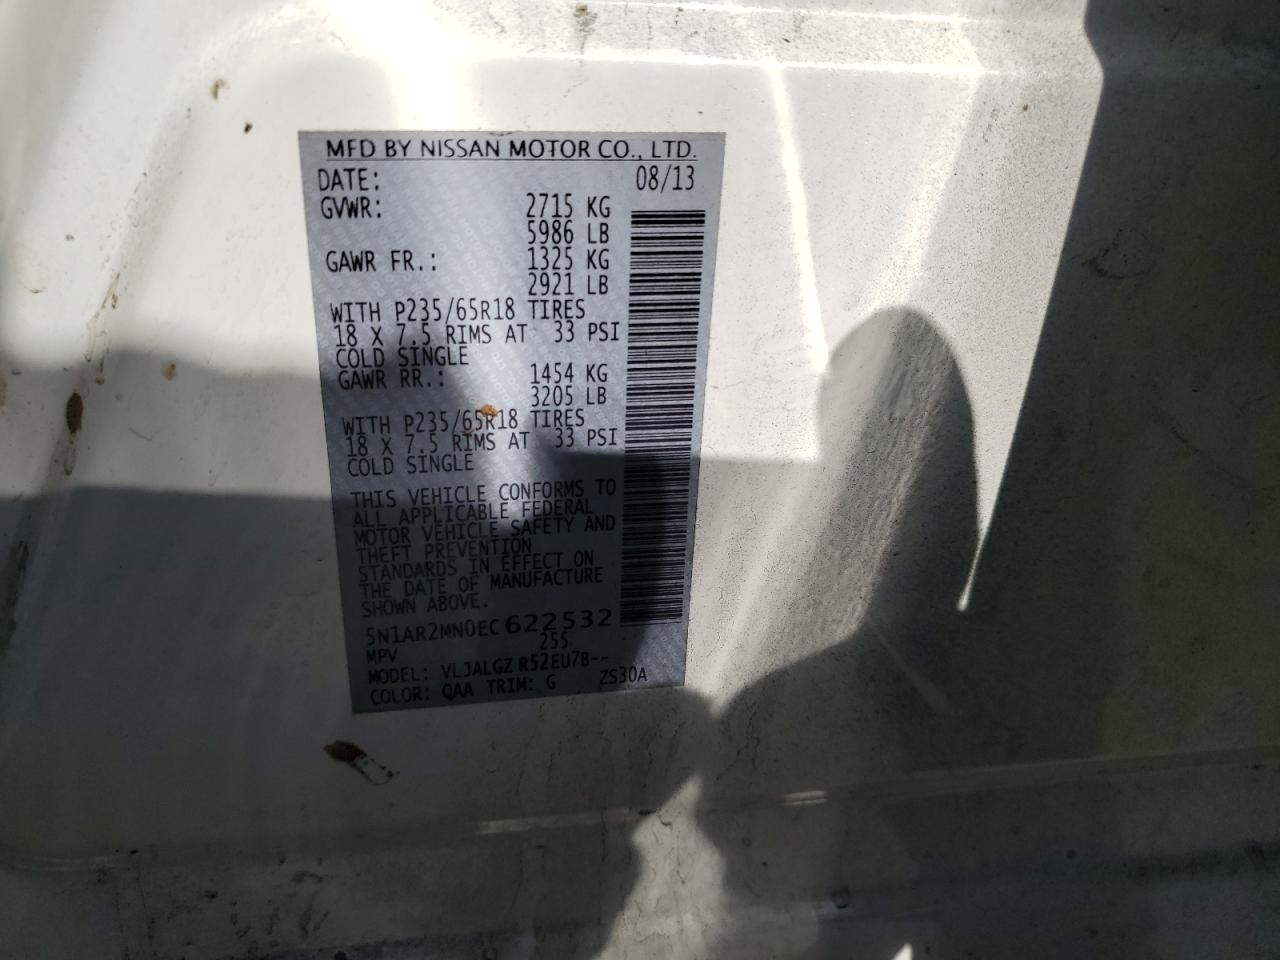 MFD BY NISSAN MOTOR CO., LTD.
DATE: 08/13
GVWR: 2715 KG
5986 LB
GAWR FR.: 1325 KG
2921 LB
WITH P235/65R18 TIRES
18 X 7.5 RIMS AT 33 PSI
COLD SINGLE
GAWR RR.: 1454 KG
3205 LB
WITH P235/65R18 TIRES
18 X 7.5 RIMS AT 33 PSI
COLD SINGLE
THIS VEHICLE CONFORMS TO
ALL APPLICABLE FEDERAL
MOTOR VEHICLE SAFETY AND
THEFT PREVENTION
STANDARDS IN EFFECT ON
THE DATE OF MANUFACTURE
SHOWN ABOVE.
5N1AR2MN0EC622532
MPV 255
MODEL: VLJALGZ R52EU7B--
COLOR: QAA TRIM: G ZS30A